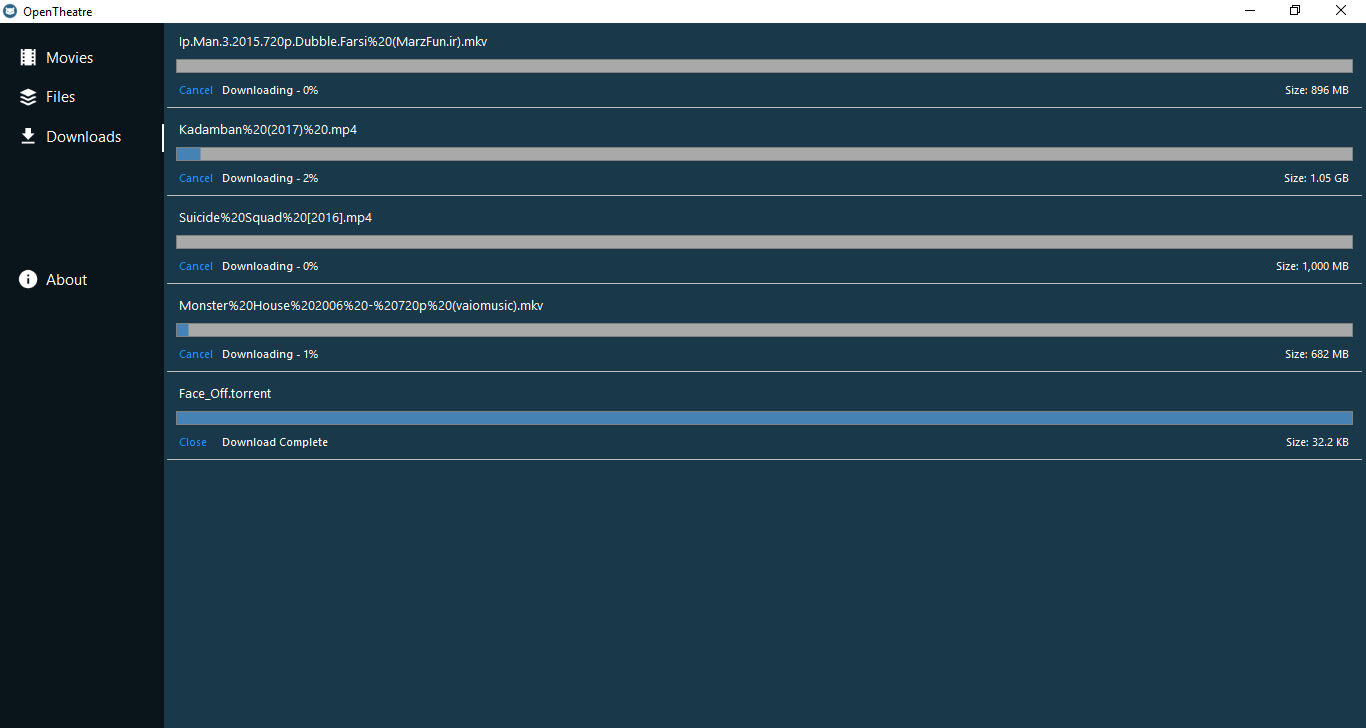 OpenTheatre
Movies
Files
Downloads
About
Ip.Man.3.2015.720p.Dubble.Farsi%20(MarzFun.ir).mkv
Cancel Downloading - 0% Size: 896 MB
Kadamban%20(2017)%20.mp4
Cancel Downloading - 2% Size: 1.05 GB
Suicide%20Squad%20[2016].mp4
Cancel Downloading - 0% Size: 1,000 MB
Monster%20House%202006%20-%20720p%20(vaiomusic).mkv
Cancel Downloading - 1% Size: 682 MB
Face_Off.torrent
Close Download Complete Size: 32.2 KB